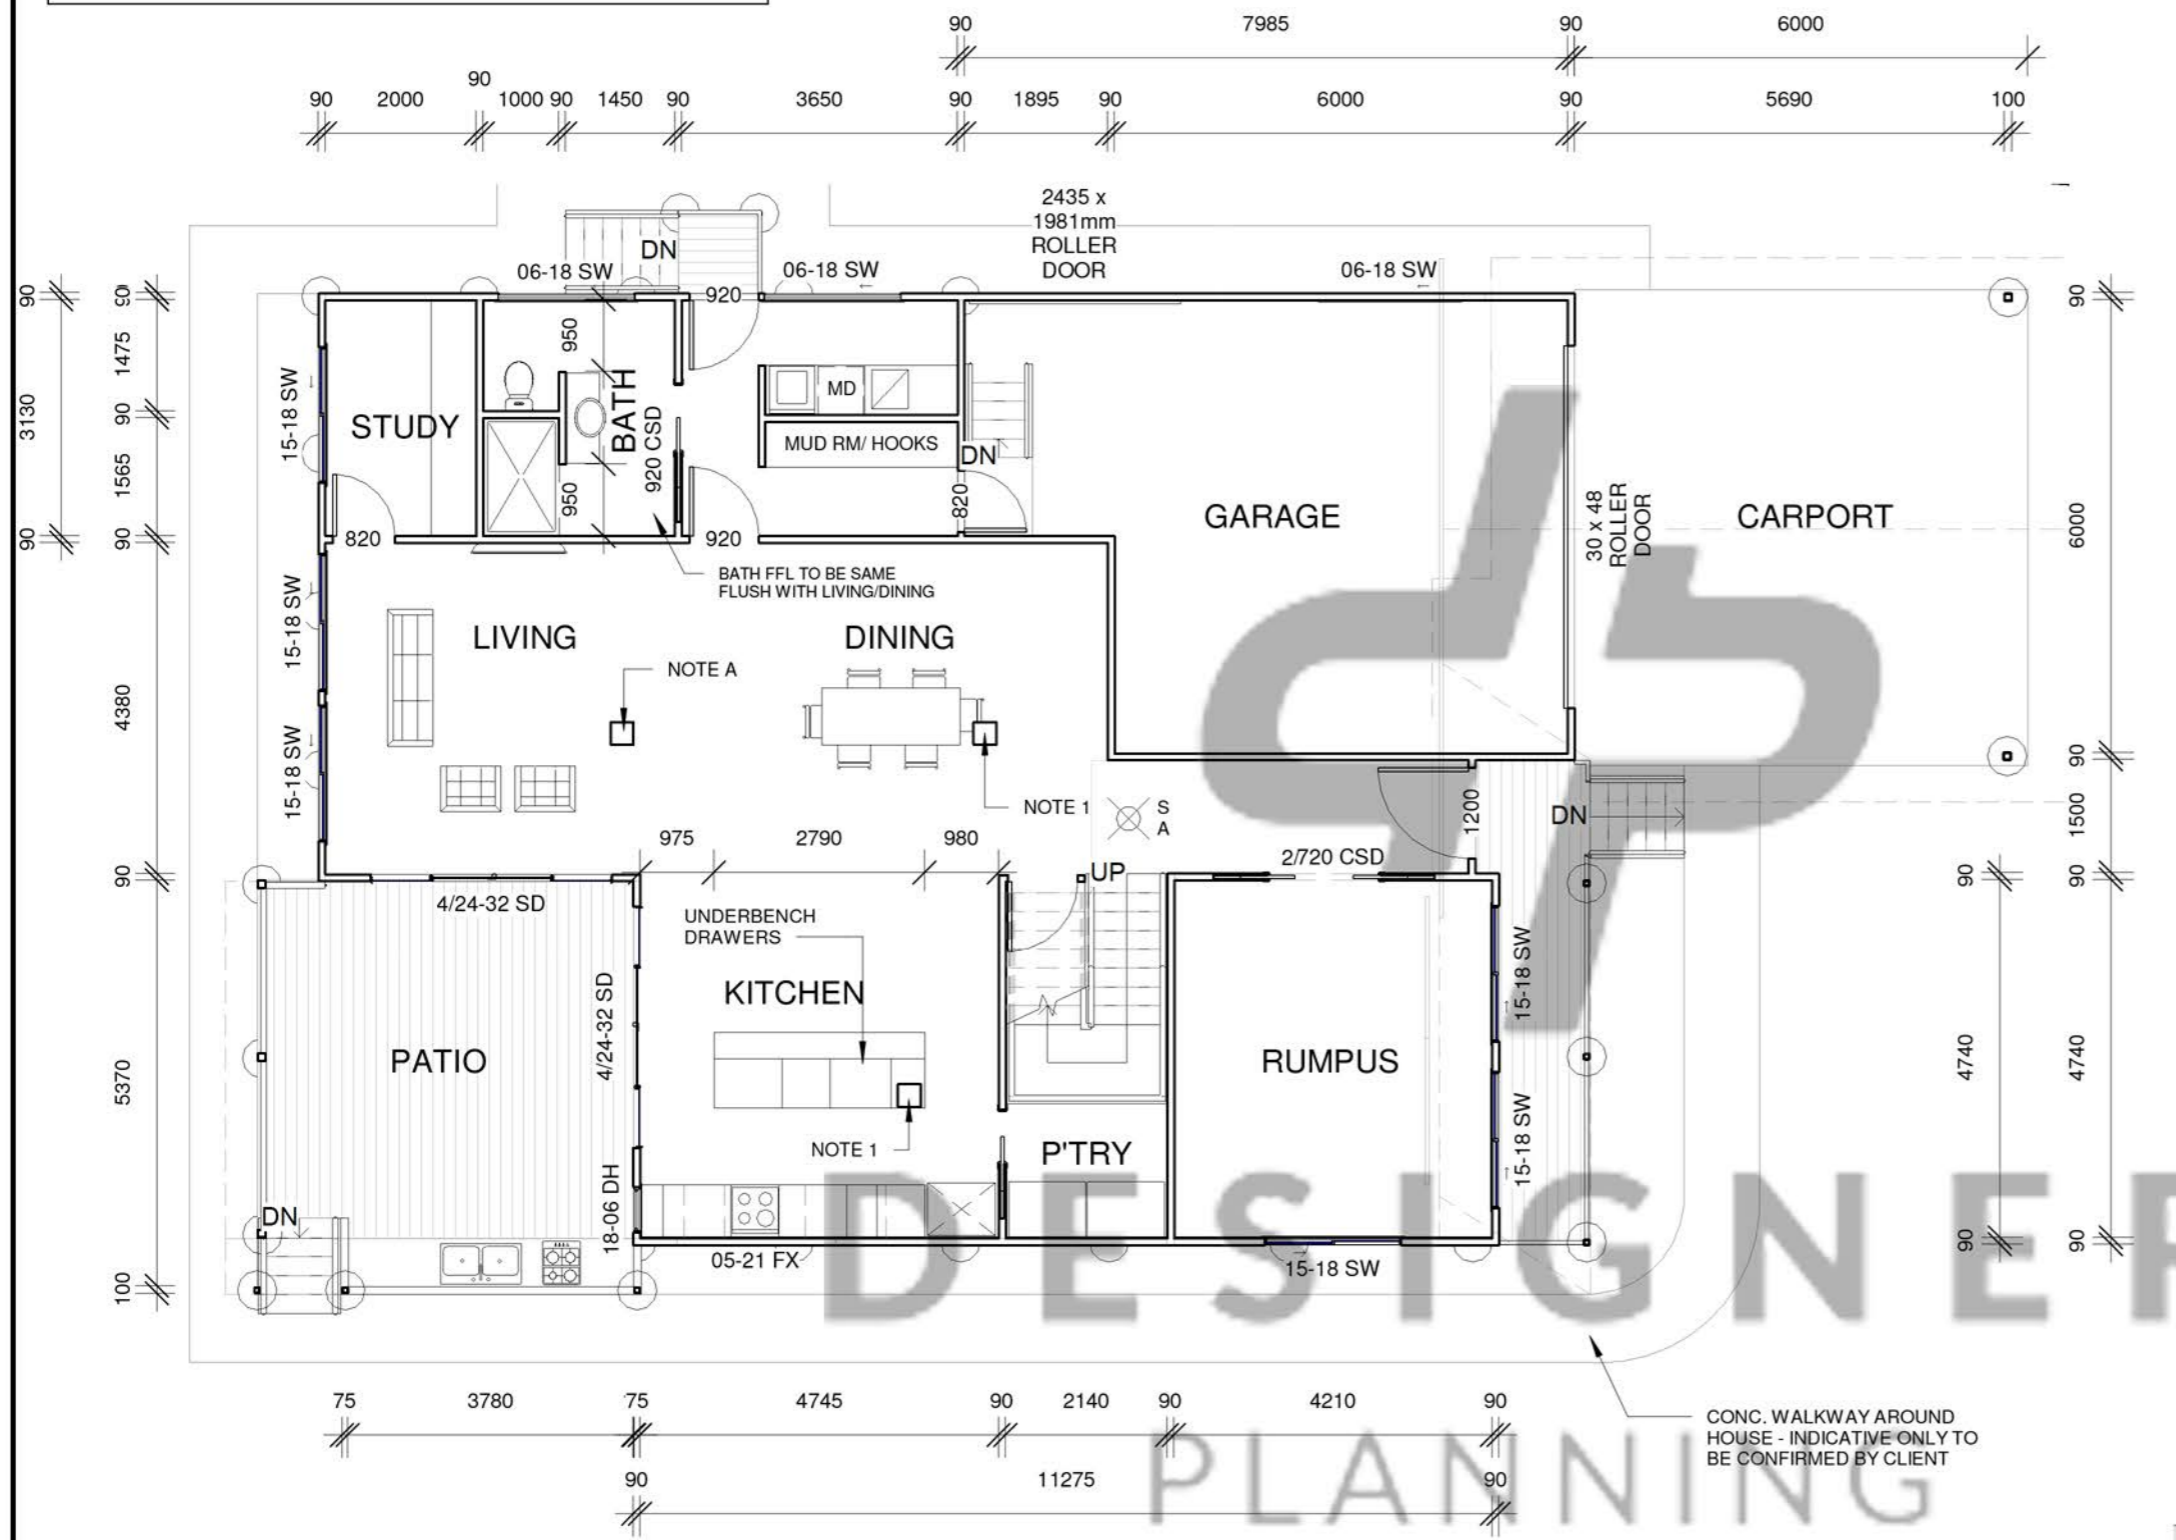 90 7985 90 6000
90
90 2000 1000 90 1450 90 3650 90 1895 90 6000 90 5690 100
2435 x
1981mm
ROLLER
DOOR
DN
06-18 SW
06-18 SW
06-18 SW
920
90
3130
90
90
1475
90
1565
90
4380
90
5370
100
15-18 SW
STUDY
820
950
BATH
950
920 CSD
MD
MUD RM/ HOOKS
DN
820
920
GARAGE
30 x 48
ROLLER
DOOR
CARPORT
90
6000
90
1500
90
4740
90
BATH FFL TO BE SAME
FLUSH WITH LIVING/DINING
15-18 SW
LIVING
DINING
NOTE A
15-18 SW
NOTE 1
S
A
1200
DN
975 2790 980
2/720 CSD
UP
4/24-32 SD
UNDERBENCH
DRAWERS
KITCHEN
4/24-32 SD
PATIO
RUMPUS
15-18 SW
15-18 SW
90
4740
90
NOTE 1
P'TRY
18-06 DH
DN
05-21 FX
15-18 SW
DESIGNER
75 3780 75 4745 90 2140 90 4210 90
90 11275 90
CONC. WALKWAY AROUND
HOUSE - INDICATIVE ONLY TO
BE CONFIRMED BY CLIENT
PLANNING